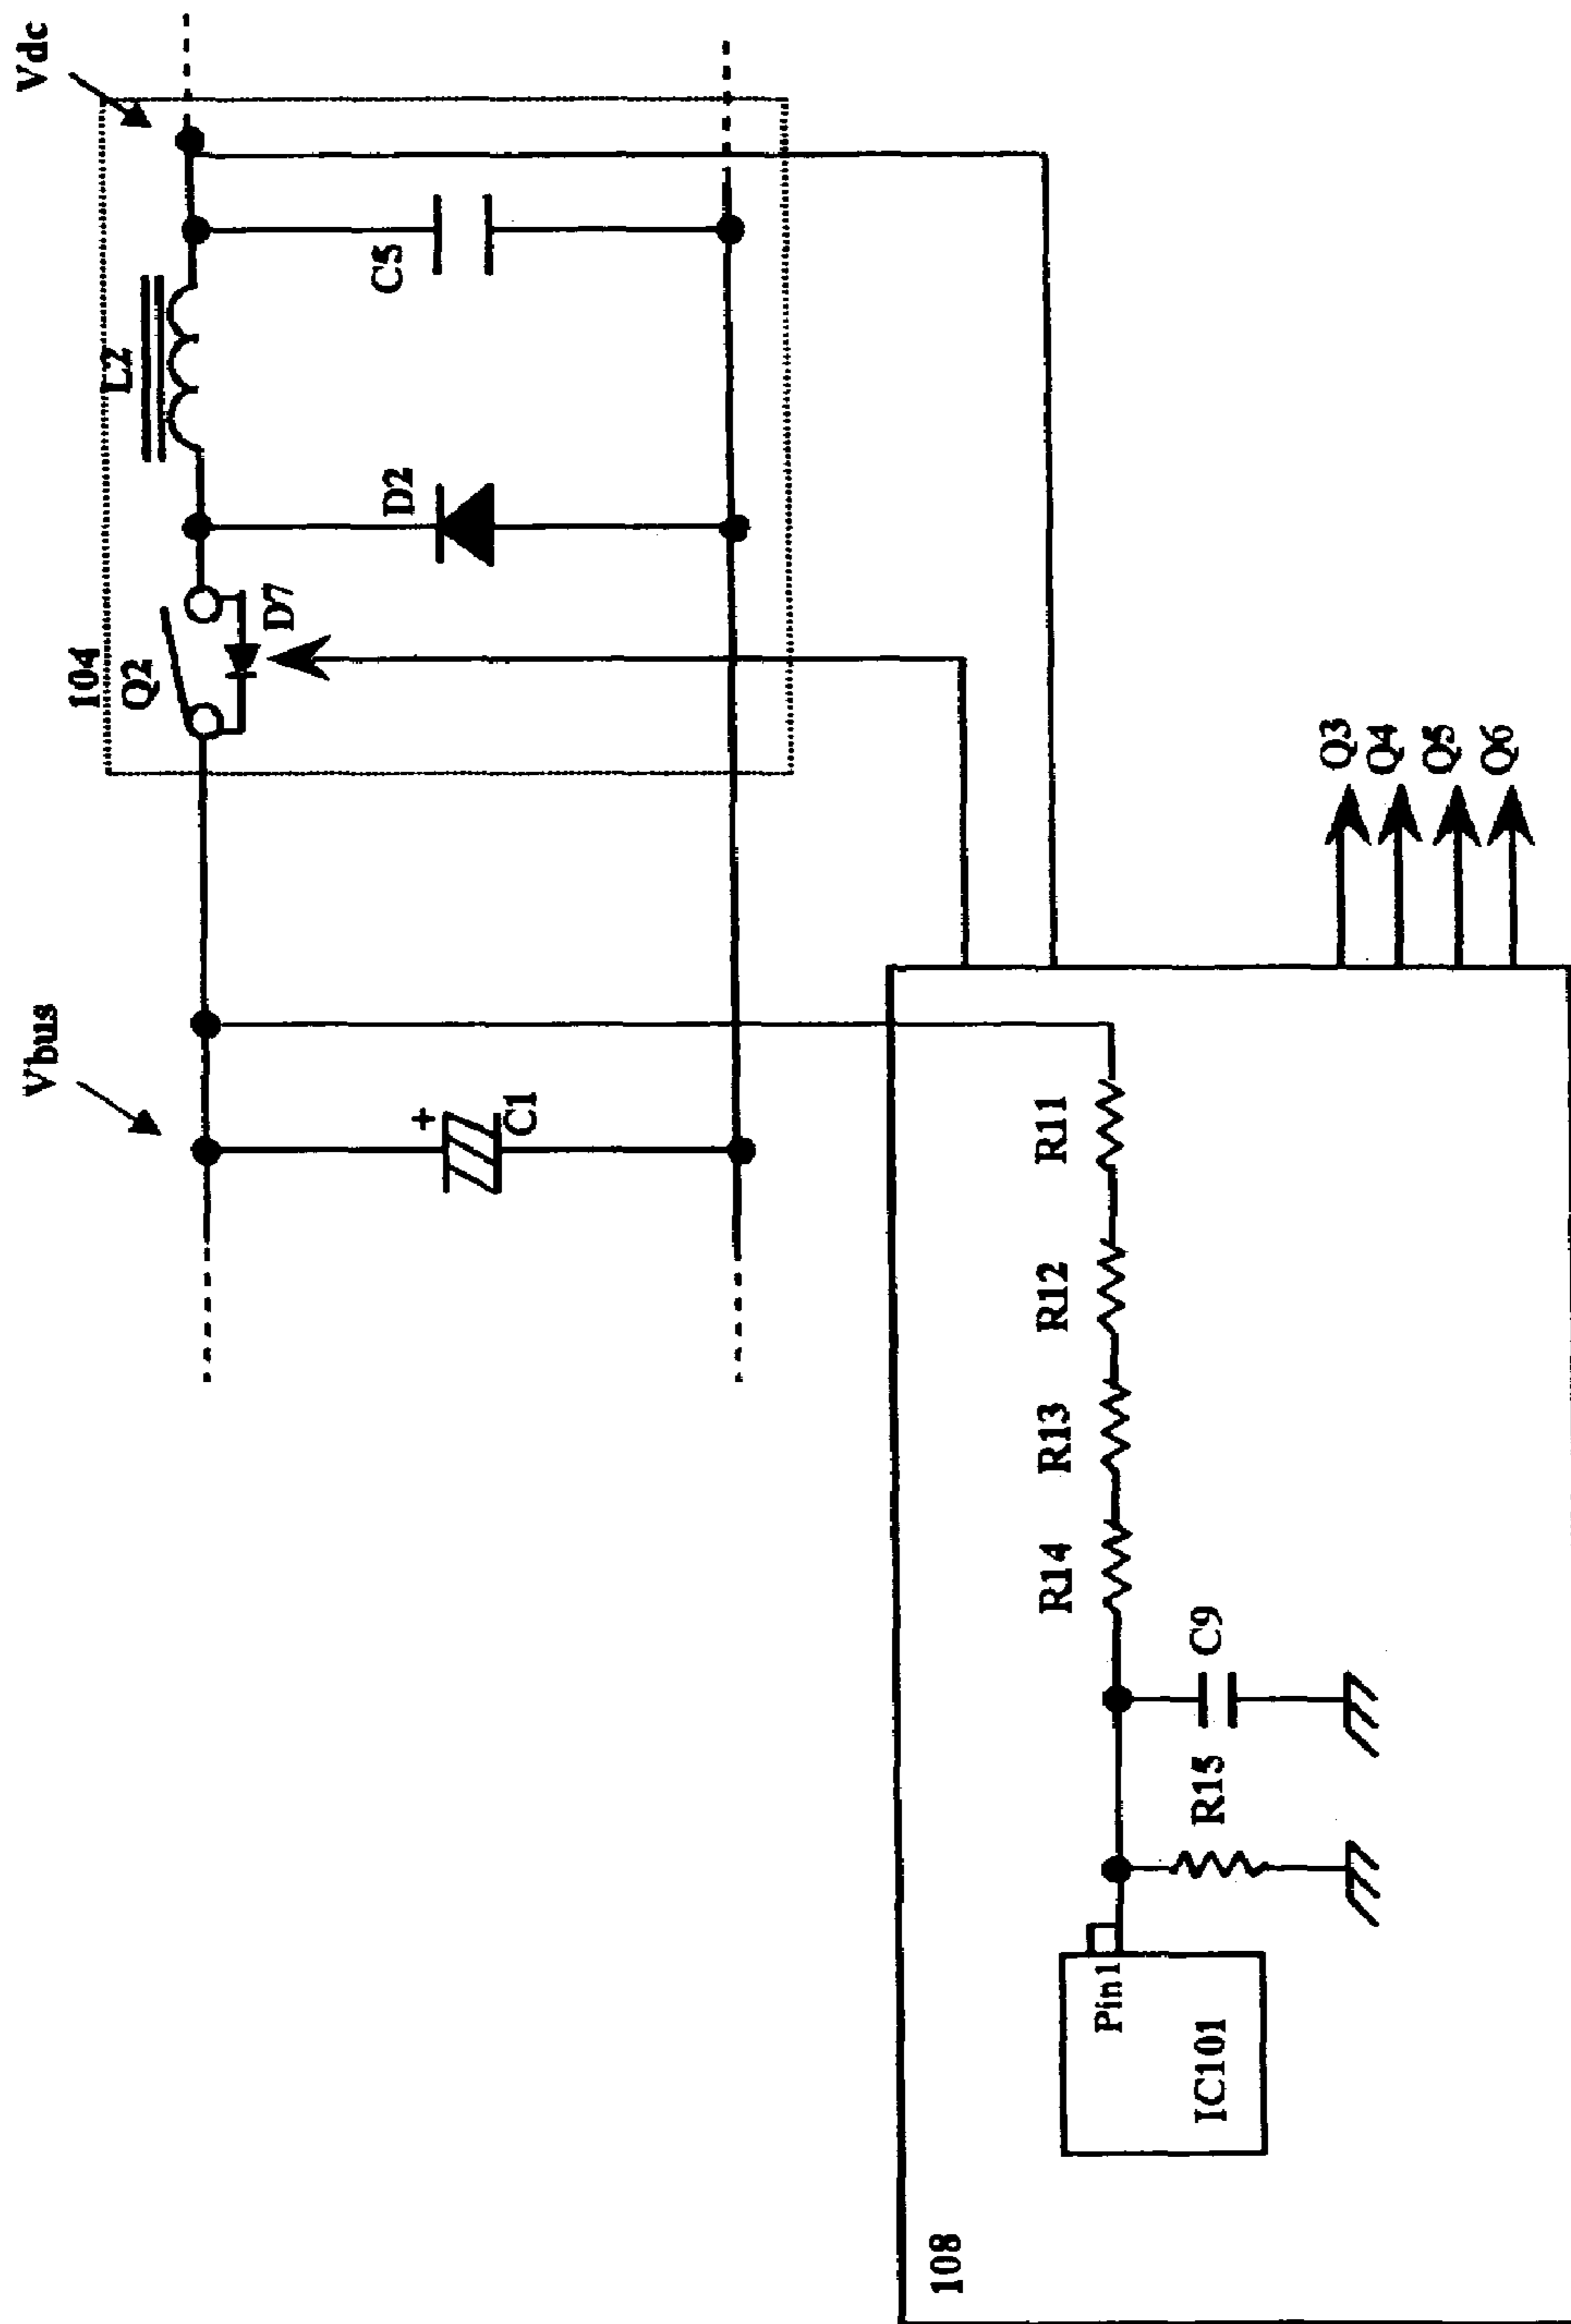 Vbus
Vdc
104
Q2
L2
D7
D2
C5
+
C1
108
R14
R13
R12
R11
Pin1
IC101
R15
C9
Q3
Q4
Q5
Q6